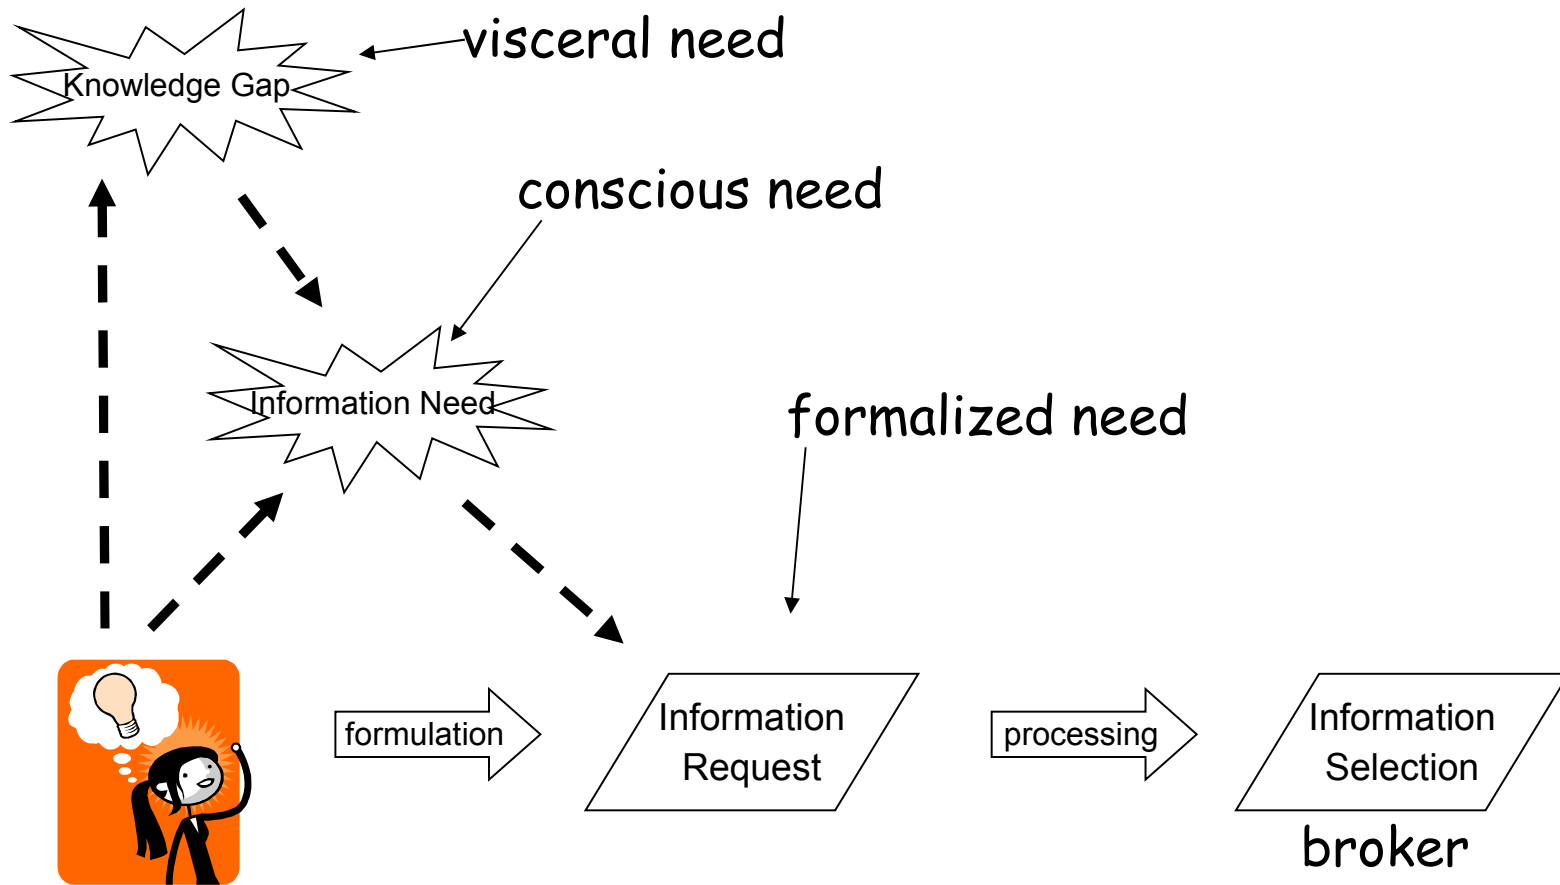 visceral need
Knowledge Gap
conscious need
Information Need
formalized need
formulation
Information
Request
processing
Information
Selection
broker